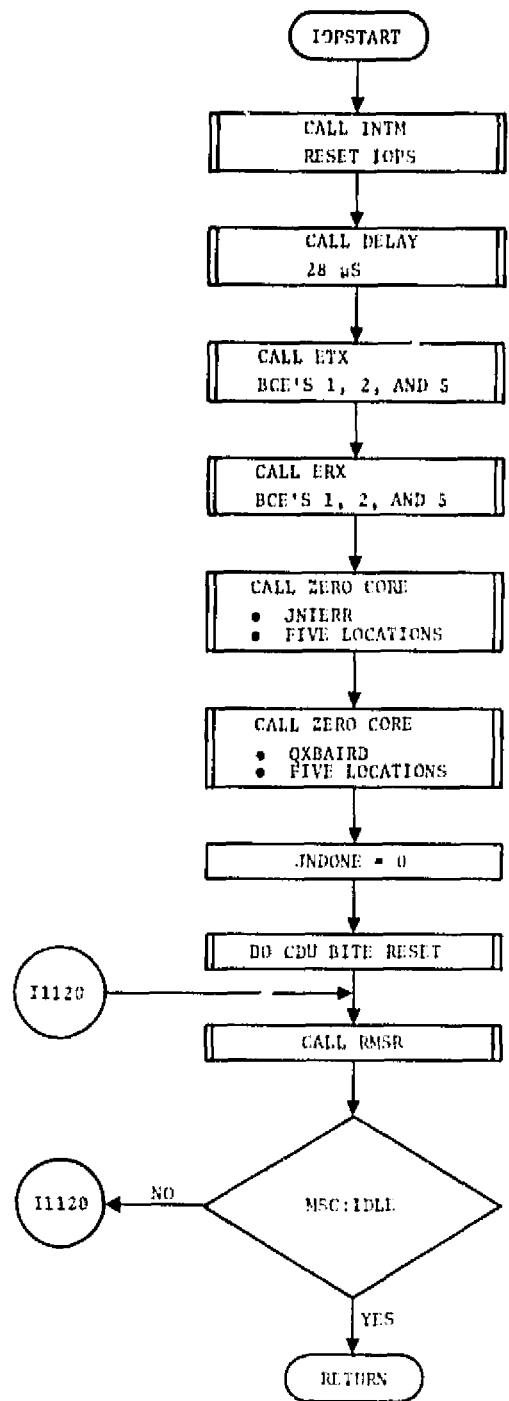 IOPSTART
CALL INTM
RESET IOPS
CALL DELAY
28 µS
CALL ETX
BCE'S 1, 2, AND 5
CALL ERX
BCE'S 1, 2, AND 5
CALL ZERO CORE
• JNIERR
• FIVE LOCATIONS
CALL ZERO CORE
• QXBAIRD
• FIVE LOCATIONS
JNDONE = 0
DO CDU BITE RESET
I1120
CALL RMSR
MSC:IDLE
NO
I1120
YES
RETURN